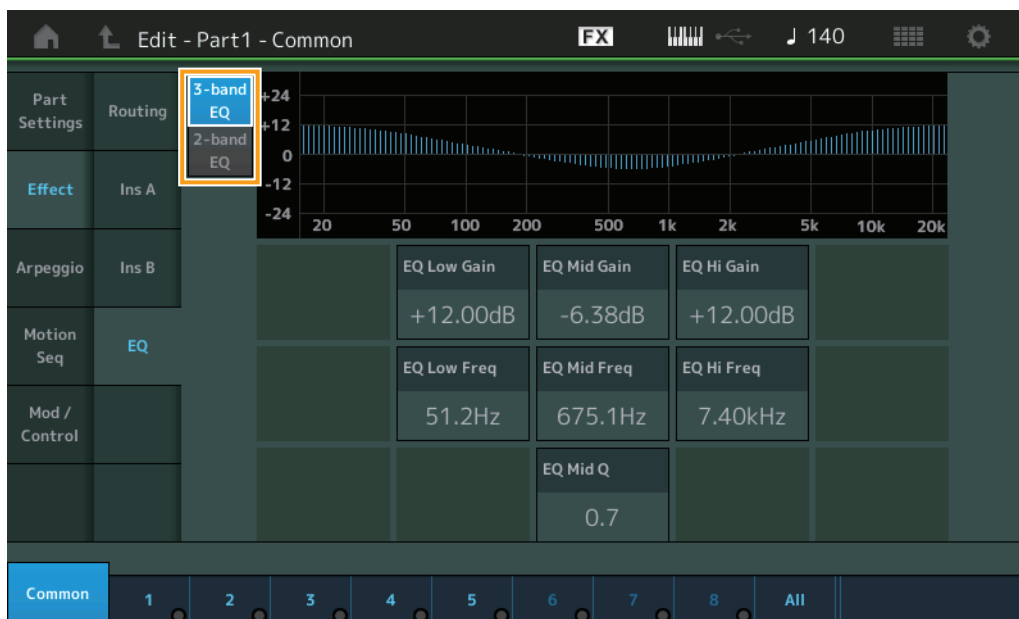 Edit - Part1 - Common
FX
140
Part
Settings
Routing
3-band
EQ
2-band
EQ
+24
+12
0
-12
-24
20 50 100 200 500 1k 2k 5k 10k 20k
Effect
Ins A
Arpeggio
Ins B
Motion
Seq
EQ
Mod /
Control
EQ Low Gain
+12.00dB
EQ Mid Gain
-6.38dB
EQ Hi Gain
+12.00dB
EQ Low Freq
51.2Hz
EQ Mid Freq
675.1Hz
EQ Hi Freq
7.40kHz
EQ Mid Q
0.7
Common 1 2 3 4 5 6 7 8 All